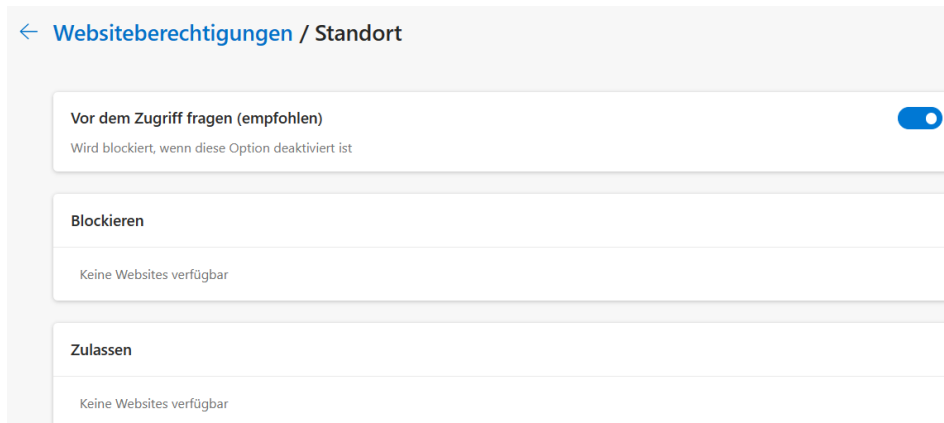 Websiteberechtigungen / Standort
Vor dem Zugriff fragen (empfohlen)
Wird blockiert, wenn diese Option deaktiviert ist
Blockieren
Keine Websites verfügbar
Zulassen
Keine Websites verfügbar